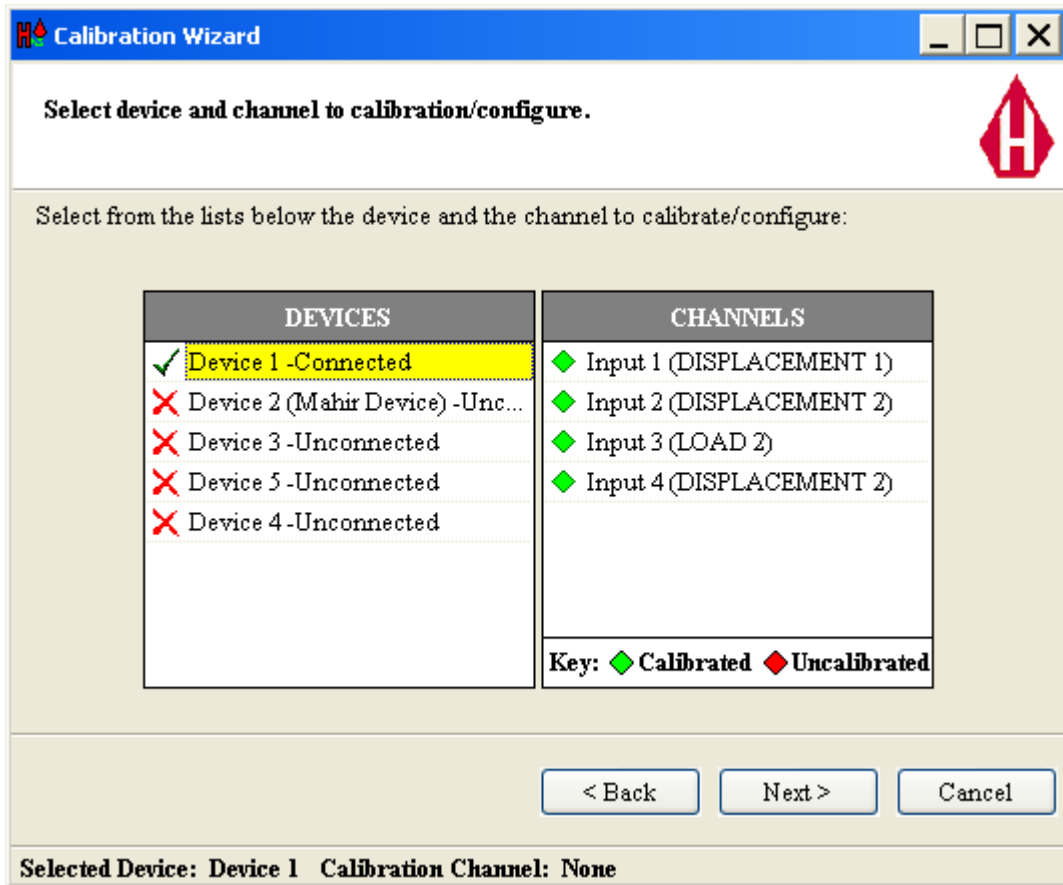 Calibration Wizard
Select device and channel to calibration/configure.
H
Select from the lists below the device and the channel to calibrate/configure:
DEVICES
Device 1 -Connected
Device 2 (Mahir Device) -Unc...
Device 3 -Unconnected
Device 5 -Unconnected
Device 4 -Unconnected
CHANNELS
Input 1 (DISPLACEMENT 1)
Input 2 (DISPLACEMENT 2)
Input 3 (LOAD 2)
Input 4 (DISPLACEMENT 2)
Key: Calibrated Uncalibrated
< Back Next > Cancel
Selected Device: Device 1 Calibration Channel: None